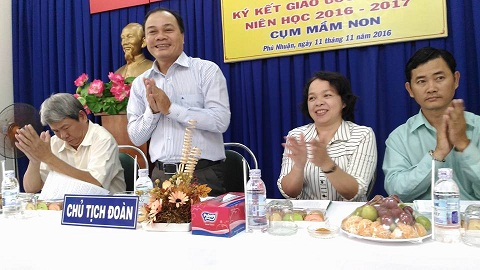 KÝ KẾT GIAO ƯỚC
NIÊN HỌC 2016 - 2017
CỤM MẦM NON
Phú Nhuận, ngày 11 tháng 11 năm 2016
CHỦ TỊCH ĐOÀN